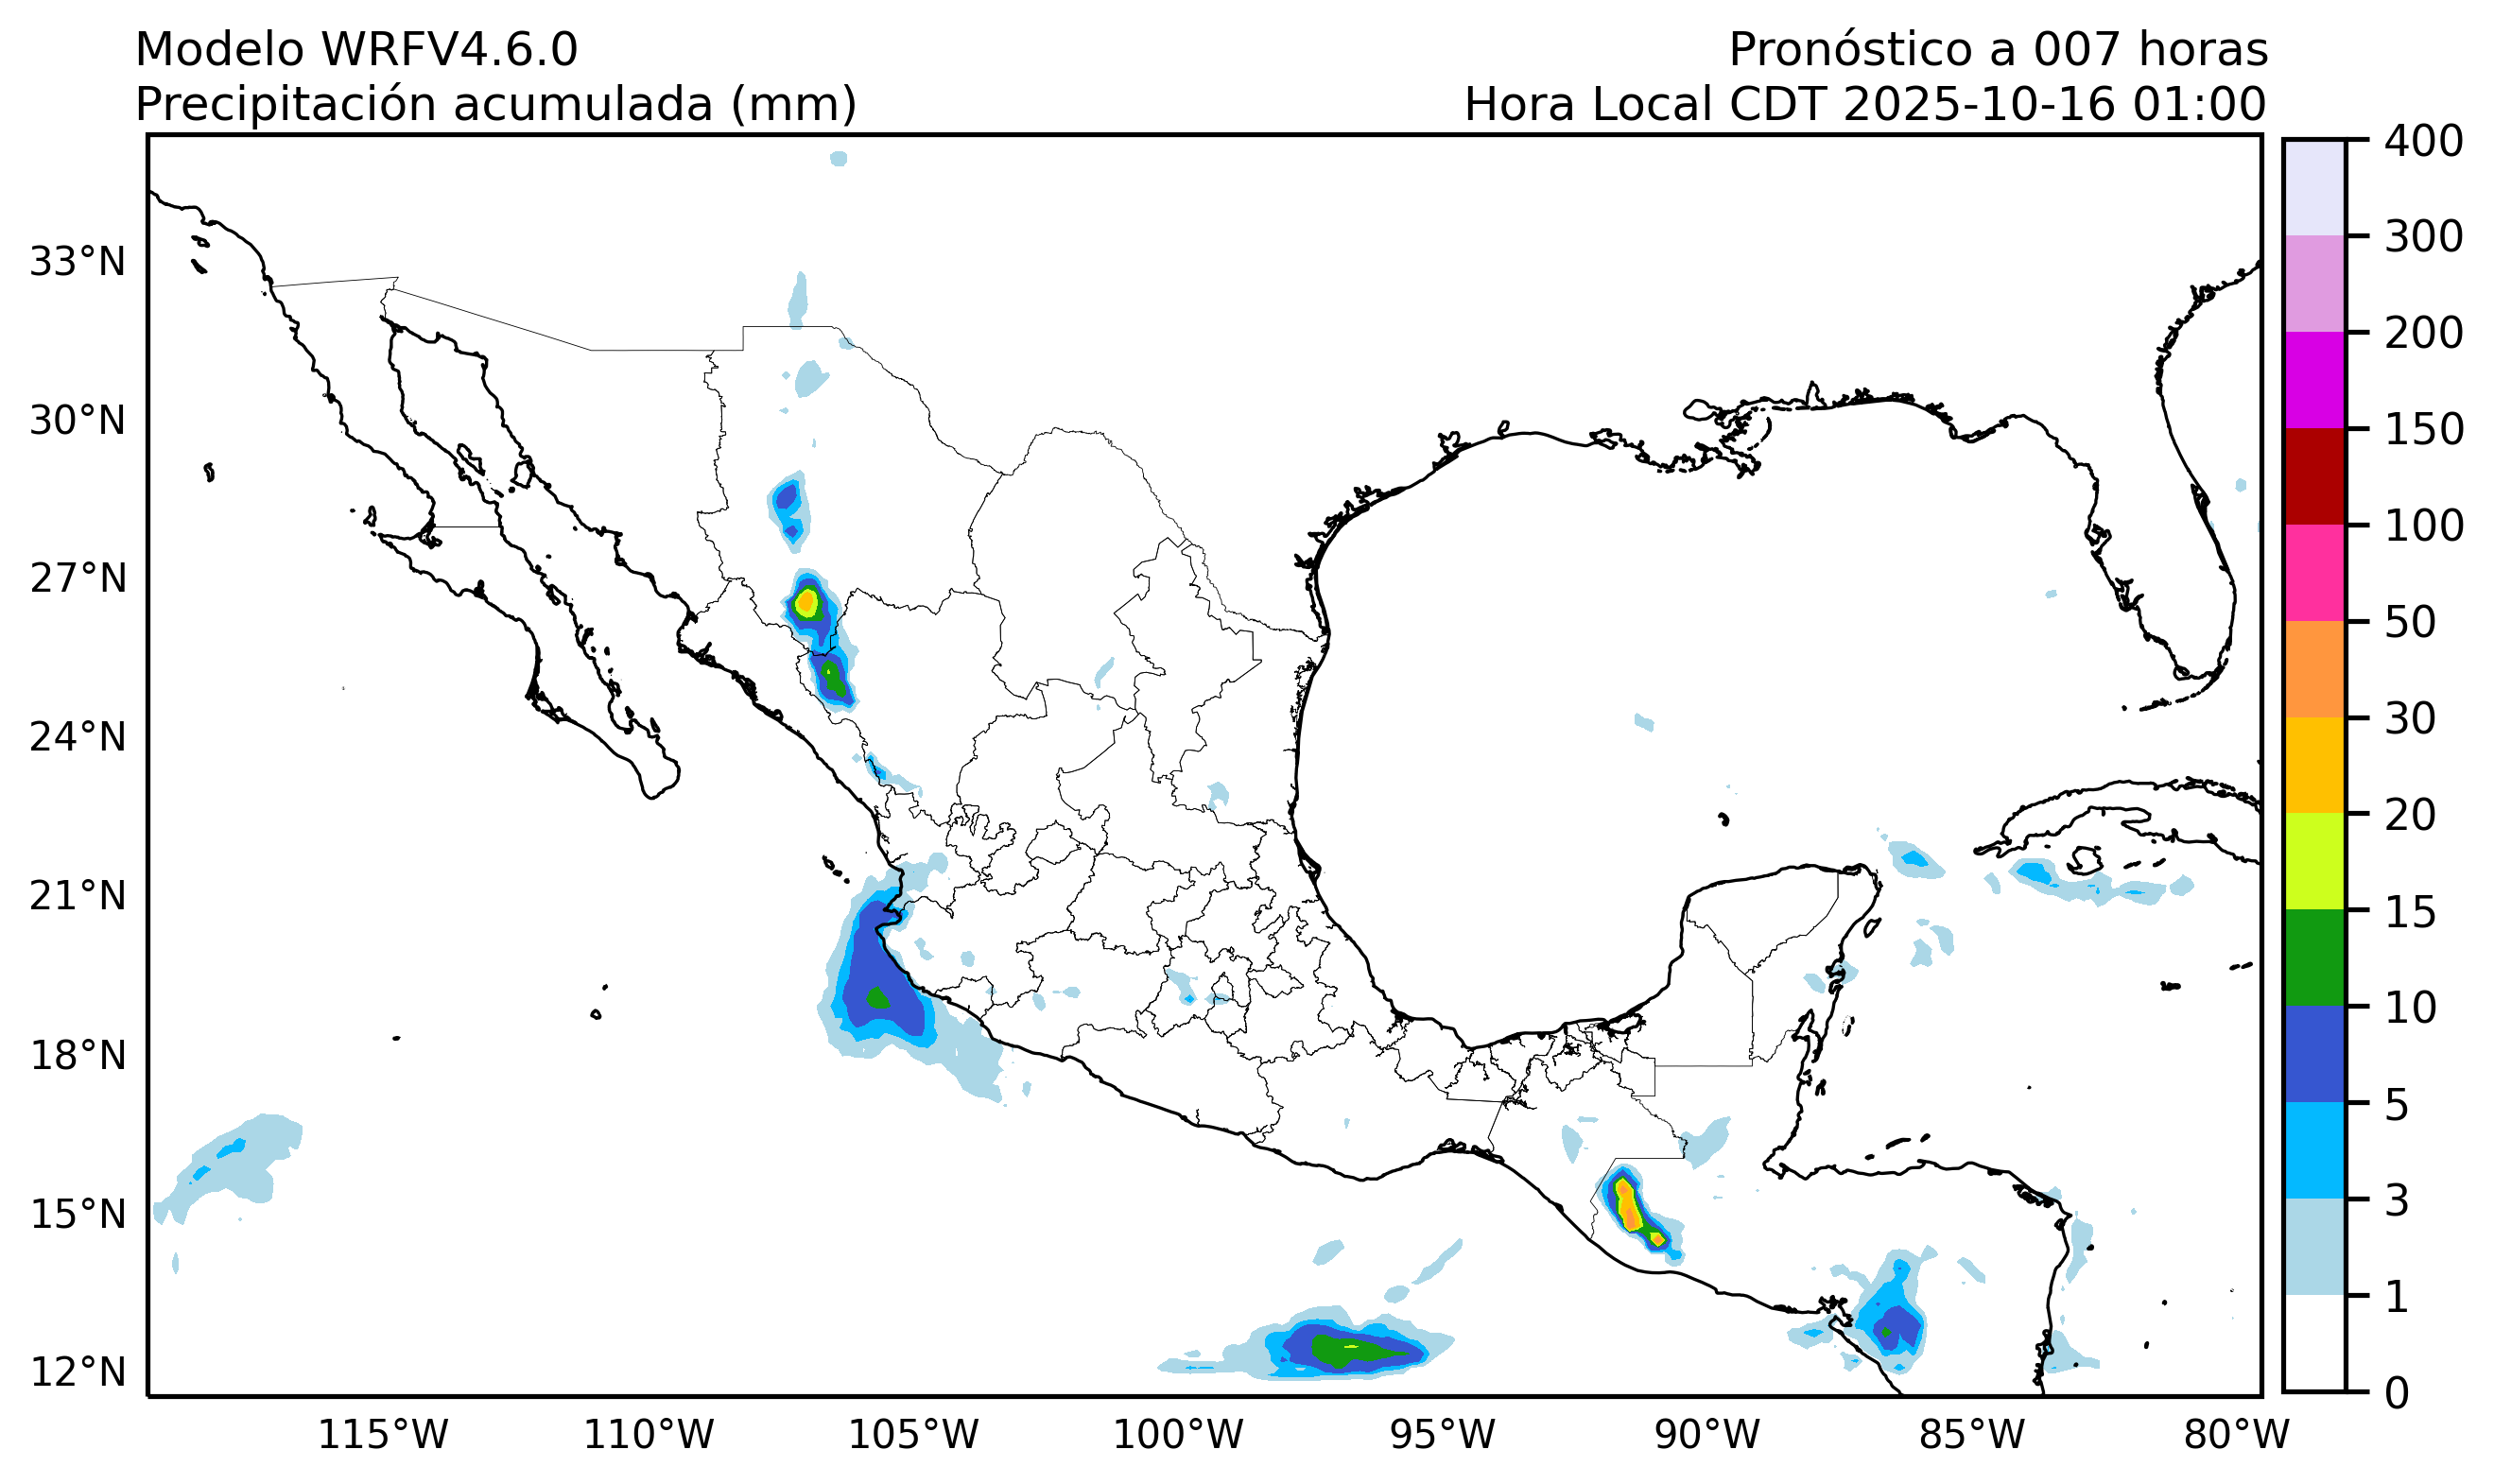 Modelo WRFV4.6.0
Pronóstico a 007 horas
Precipitación acumulada (mm)
Hora Local CDT 2025-10-16 01:00
33°N
30°N
27°N
24°N
21°N
18°N
15°N
12°N
115°W
110°W
105°W
100°W
95°W
90°W
85°W
80°W
400
300
200
150
100
50
30
20
15
10
5
3
1
0